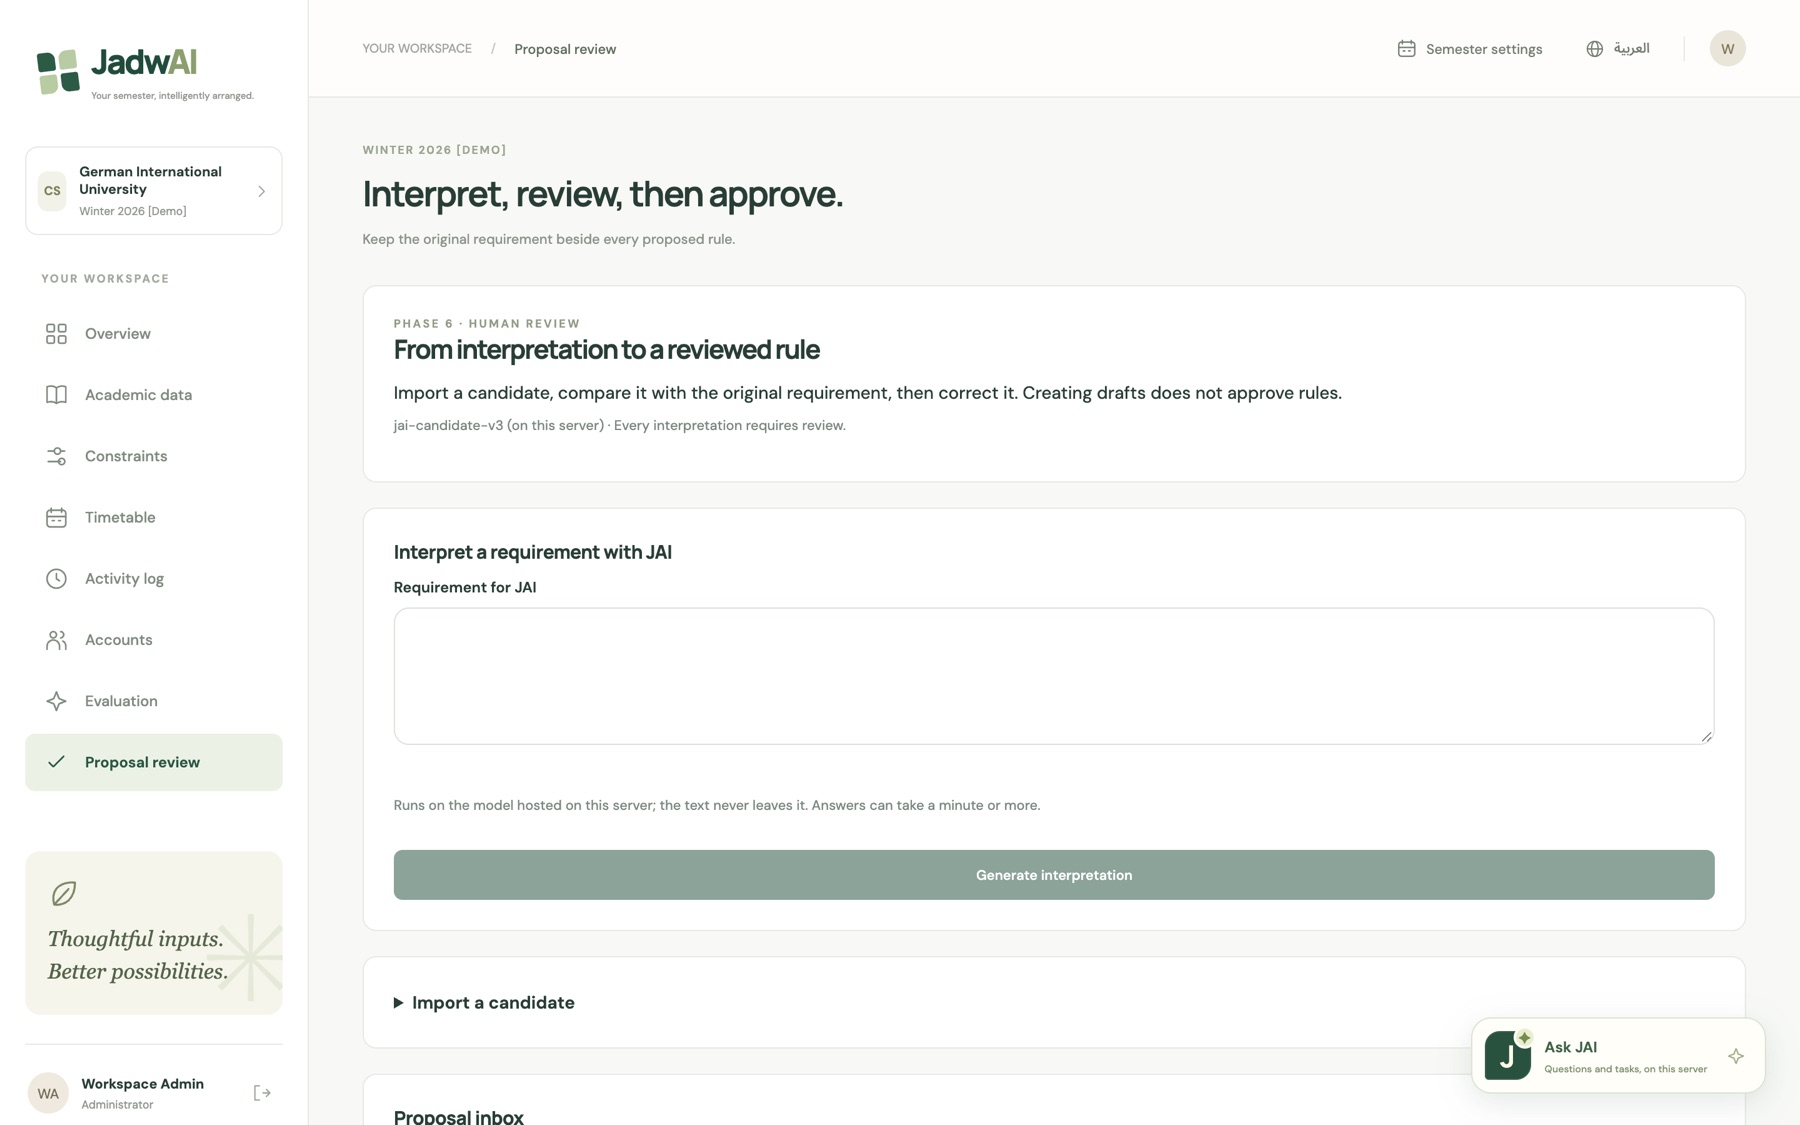 JadwAI
Your semester, intelligently arranged.
CS
German International
University
Winter 2026 [Demo]
YOUR WORKSPACE
Overview
Academic data
Constraints
Timetable
Activity log
Accounts
Evaluation
Proposal review
Thoughtful inputs.
Better possibilities.
WA
Workspace Admin
Administrator
YOUR WORKSPACE / Proposal review
Semester settings
العربية
W
WINTER 2026 [DEMO]
Interpret, review, then approve.
Keep the original requirement beside every proposed rule.
PHASE 6 · HUMAN REVIEW
From interpretation to a reviewed rule
Import a candidate, compare it with the original requirement, then correct it. Creating drafts does not approve rules.
jai-candidate-v3 (on this server) · Every interpretation requires review.
Interpret a requirement with JAI
Requirement for JAI
Runs on the model hosted on this server; the text never leaves it. Answers can take a minute or more.
Generate interpretation
Import a candidate
Proposal inbox
J
Ask JAI
Questions and tasks, on this server